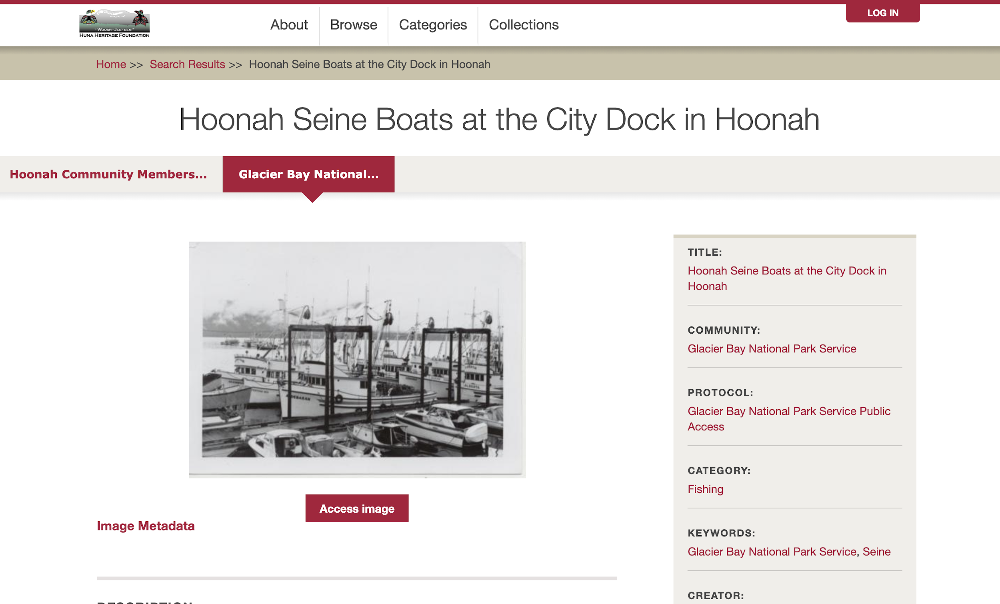 LOG IN
" WOOSH - JEE - EEN "
HUNA HERITAGE FOUNDATION
About
Browse
Categories
Collections
Home >> Search Results >> Hoonah Seine Boats at the City Dock in Hoonah
Hoonah Seine Boats at the City Dock in Hoonah
Hoonah Community Members...
Glacier Bay National...
ALBERTA
Access image
Image Metadata
DESCRIPTION
TITLE:
Hoonah Seine Boats at the City Dock in
Hoonah
COMMUNITY:
Glacier Bay National Park Service
PROTOCOL:
Glacier Bay National Park Service Public
Access
CATEGORY:
Fishing
KEYWORDS:
Glacier Bay National Park Service, Seine
CREATOR: